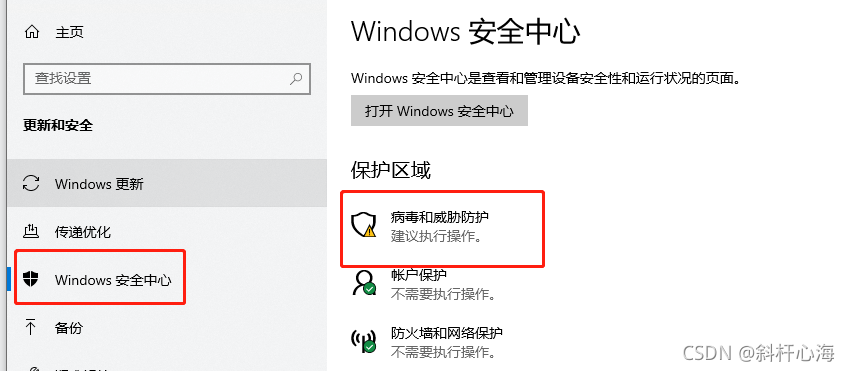 主页
查找设置
更新和安全
Windows 更新
传递优化
Windows 安全中心
备份
Windows 安全中心
Windows 安全中心是查看和管理设备安全性和运行状况的页面。
打开 Windows 安全中心
保护区域
病毒和威胁防护
建议执行操作。
帐户保护
不需要执行操作。
防火墙和网络保护
不需要执行操作。
CSDN @斜杆心海